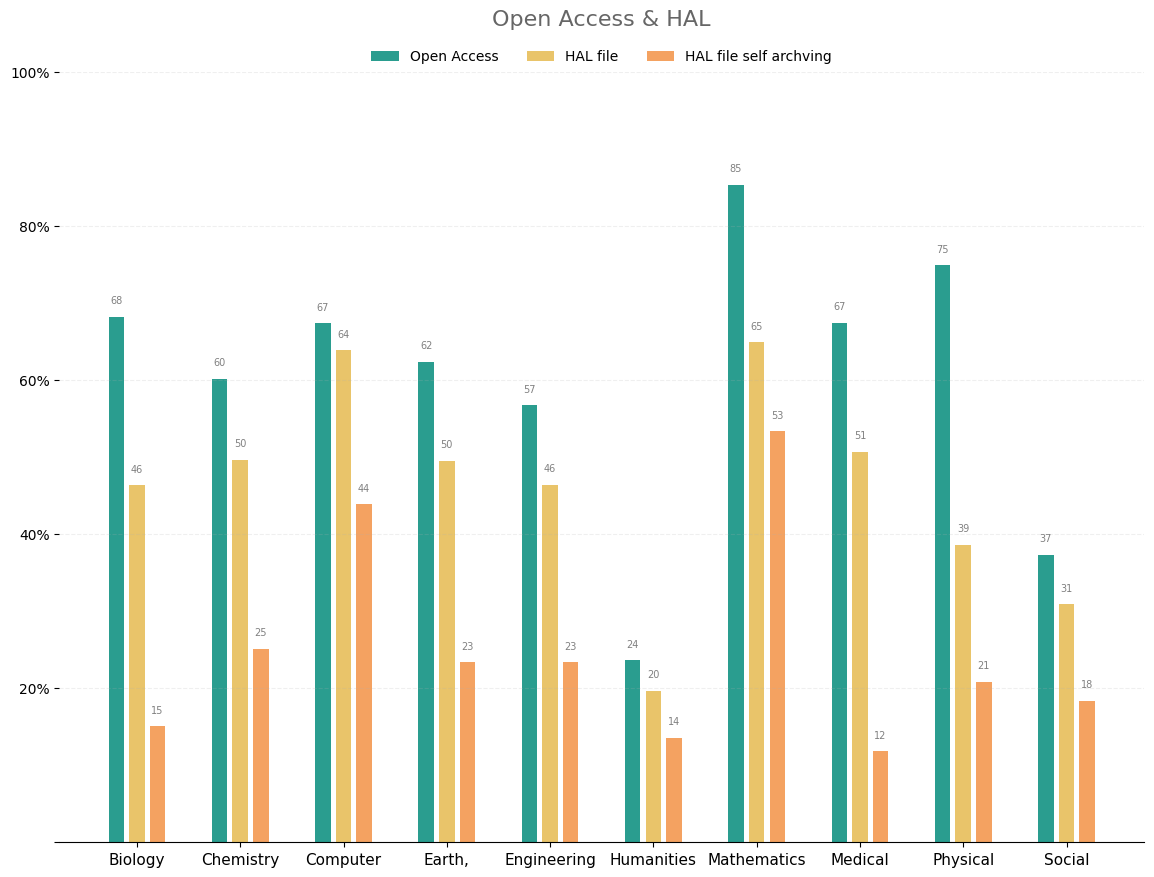 Open Access & HAL
Open Access HAL file HAL file self archving
100%
80%
60%
40%
20%
68 46 15
60 50 25
67 64 44
62 50 23
57 46 23
24 20 14
85 65 53
67 51 12
75 39 21
37 31 18
Biology Chemistry Computer Earth, Engineering Humanities Mathematics Medical Physical Social